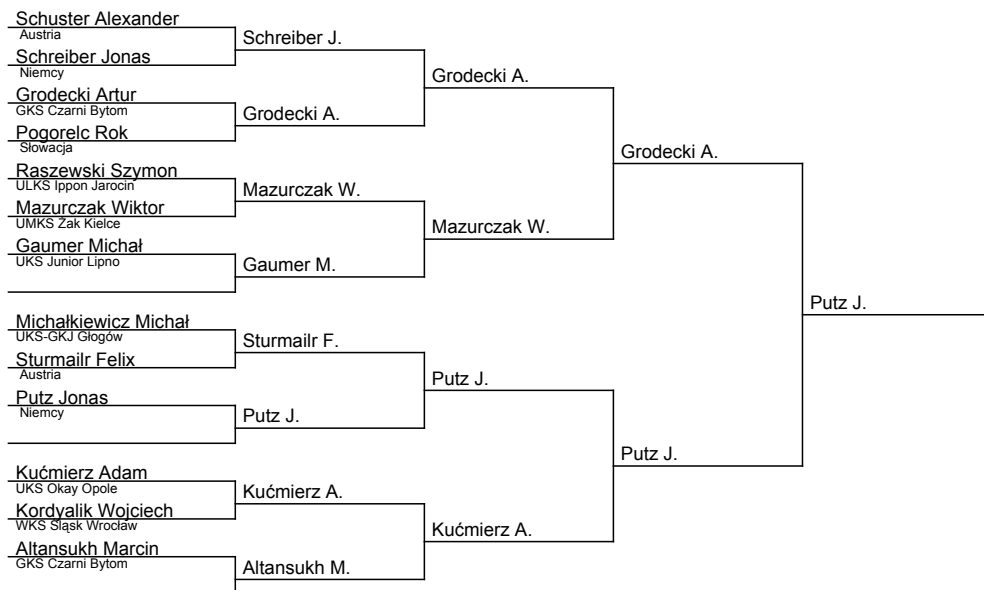 Schuster Alexander
Austria
Schreiber Jonas
Niemcy
Grodecki Artur
GKS Czarni Bytom
Pogorelc Rok
Słowacja
Raszewski Szymon
ULKS Ippon Jarocin
Mazurczak Wiktor
UMKS Żak Kielce
Gaumer Michał
UKS Junior Lipno
Michałkiewicz Michał
UKS-GKJ Głogów
Sturmailr Felix
Austria
Putz Jonas
Niemcy
Kućmierz Adam
UKS Okay Opole
Kordyalik Wojciech
WKS Śląsk Wrocław
Altansukh Marcin
GKS Czarni Bytom
Schreiber J.
Grodecki A.
Mazurczak W.
Gaumer M.
Sturmailr F.
Putz J.
Kućmierz A.
Altansukh M.
Grodecki A.
Mazurczak W.
Putz J.
Kućmierz A.
Grodecki A.
Putz J.
Putz J.